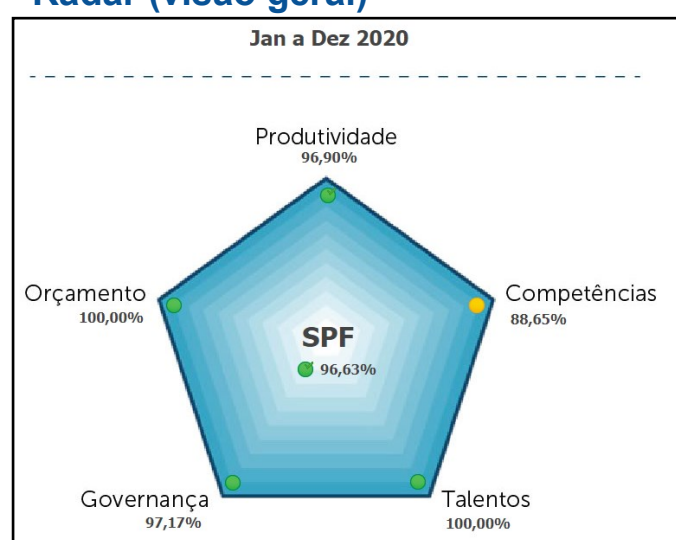 Radar (visão geral)
Jan a Dez 2020
Produtividade
96,90%
Orçamento
100,00%
Competências
88,65%
SPF
96,63%
Governança
97,17%
Talentos
100,00%